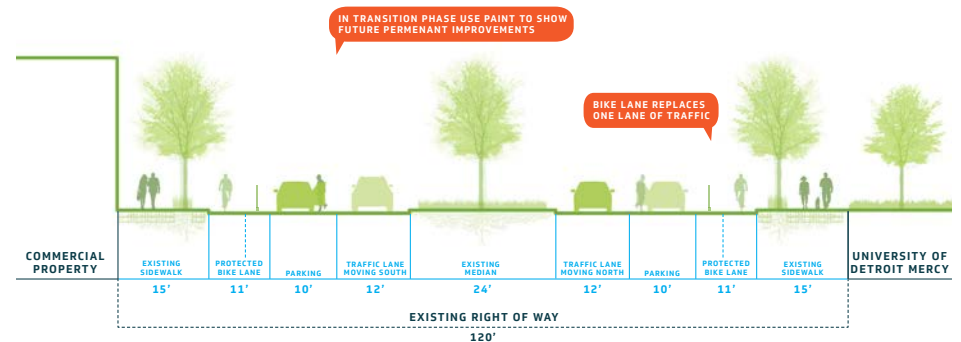 IN TRANSITION PHASE USE PAINT TO SHOW
FUTURE PERMENANT IMPROVEMENTS
BIKE LANE REPLACES
ONE LANE OF TRAFFIC
COMMERCIAL
PROPERTY
EXISTING
SIDEWALK
15'
PROTECTED
BIKE LANE
11'
PARKING
10'
TRAFFIC LANE
MOVING SOUTH
12'
EXISTING
MEDIAN
24'
TRAFFIC LANE
MOVING NORTH
12'
PARKING
10'
PROTECTED
BIKE LANE
11'
EXISTING
SIDEWALK
15'
UNIVERSITY OF
DETROIT MERCY
EXISTING RIGHT OF WAY
120'